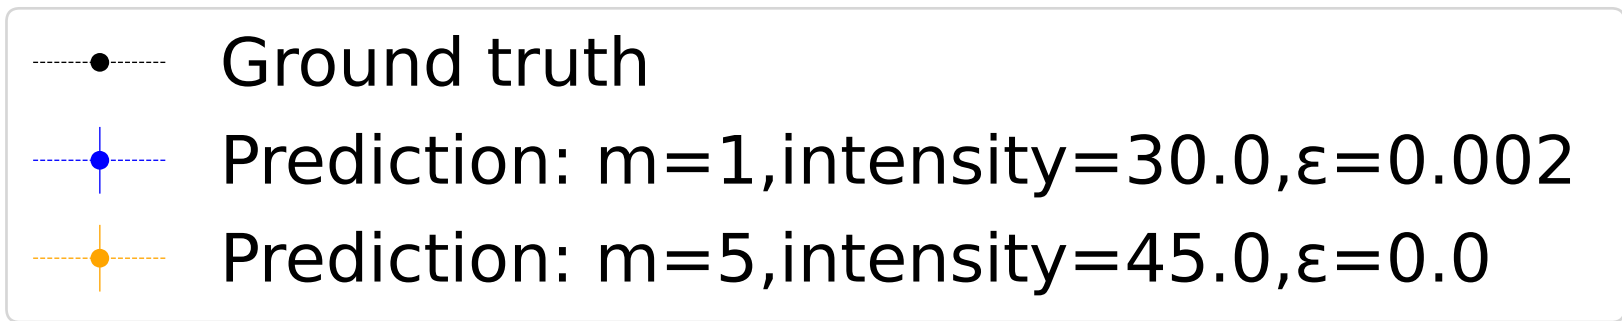 Ground truth
Prediction: m=1,intensity=30.0,ε=0.002
Prediction: m=5,intensity=45.0,ε=0.0